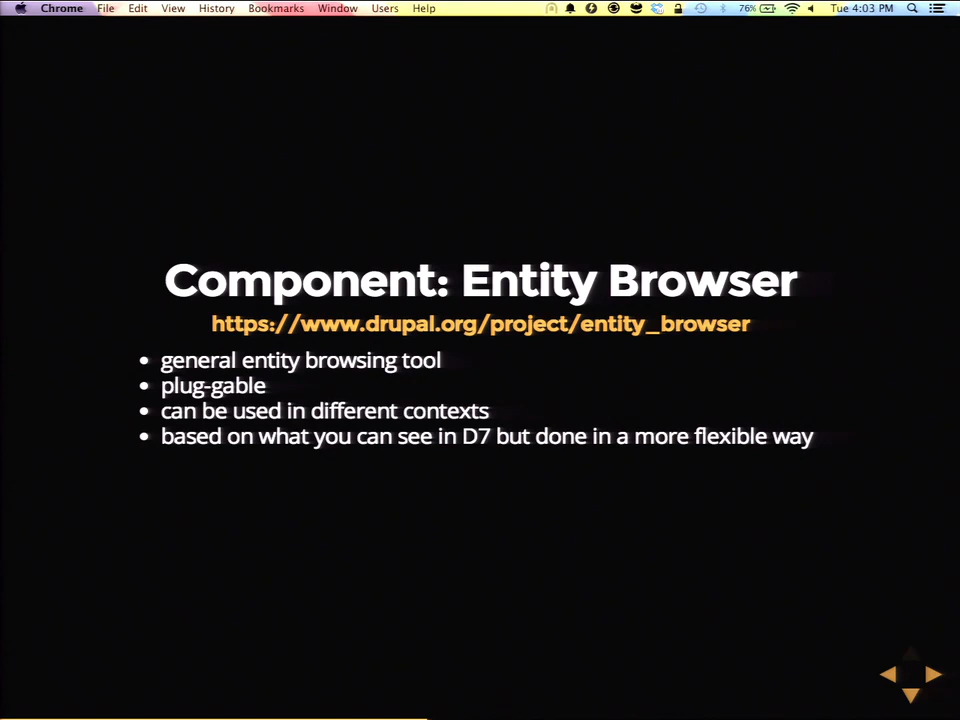 Chrome File Edit View History Bookmarks Window Users Help 76% Tue 4:03 PM
Component: Entity Browser
https://www.drupal.org/project/entity_browser
• general entity browsing tool
• plug-gable
• can be used in different contexts
• based on what you can see in D7 but done in a more flexible way